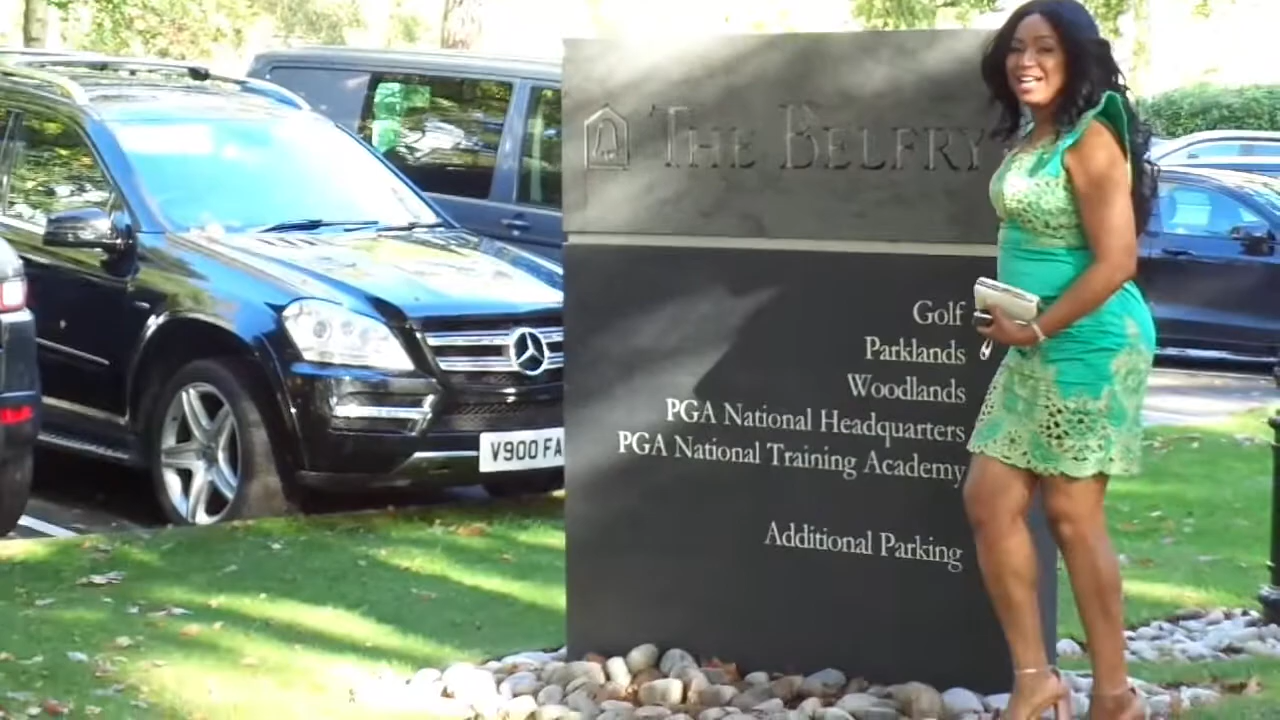 THE BELFRY
Golf
Parklands
Woodlands
PGA National Headquarters
PGA National Training Academy
Additional Parking
V900 FA